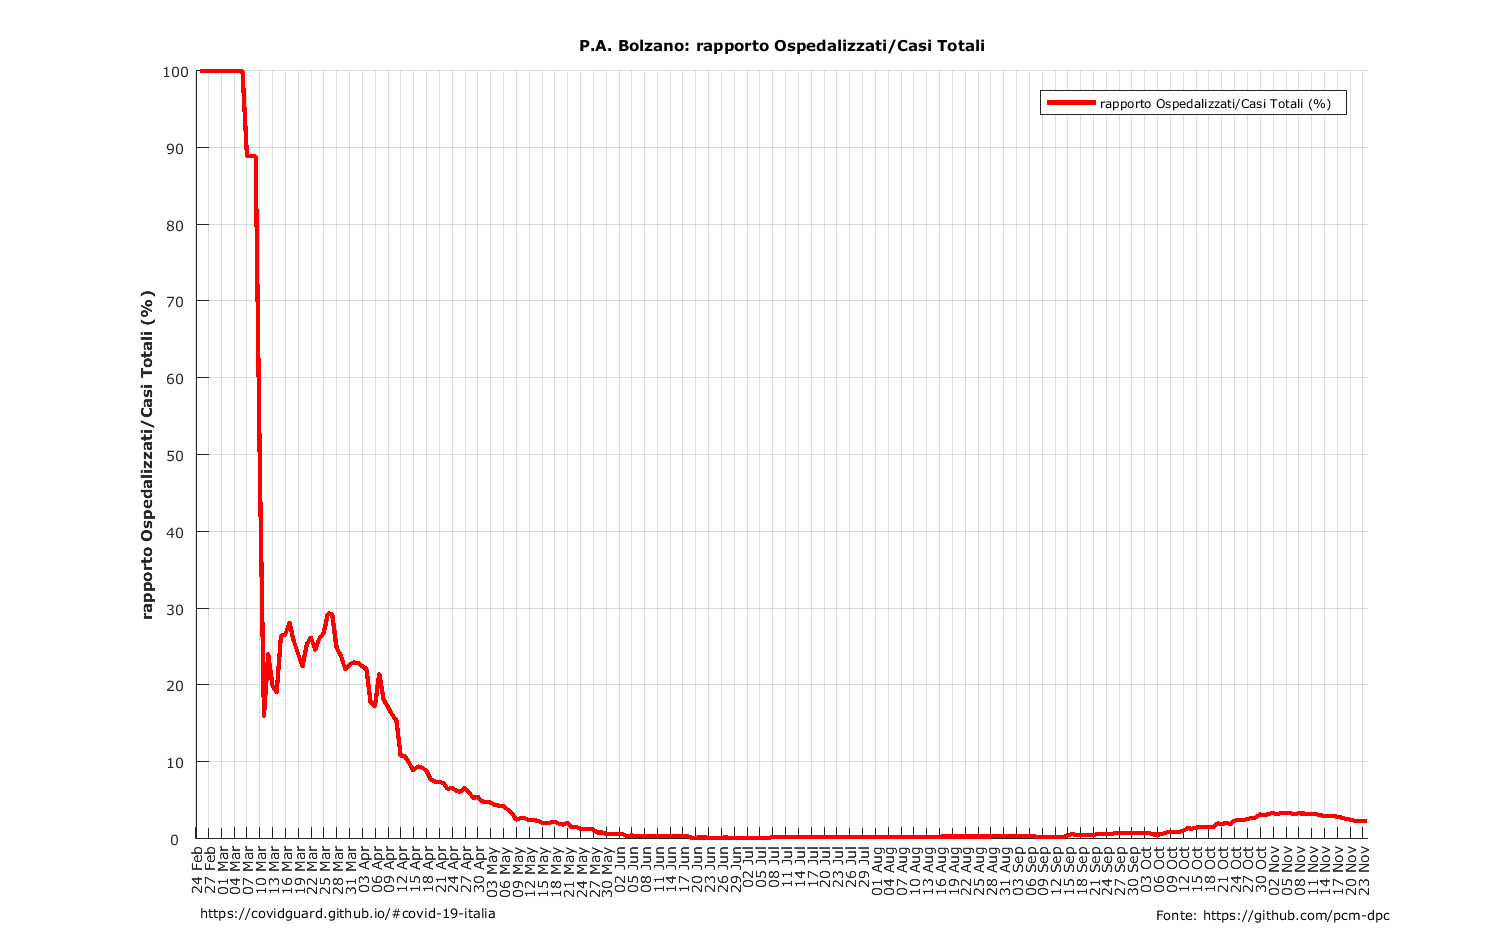 P.A. Bolzano: rapporto Ospedalizzati/Casi Totali
rapporto Ospedalizzati/Casi Totali (%)
rapporto Ospedalizzati/Casi Totali (%)
100
90
80
70
60
50
40
30
20
10
0
24 Feb
27 Feb
01 Mar
04 Mar
07 Mar
10 Mar
13 Mar
16 Mar
19 Mar
22 Mar
25 Mar
28 Mar
31 Mar
03 Apr
06 Apr
09 Apr
12 Apr
15 Apr
18 Apr
21 Apr
24 Apr
27 Apr
30 Apr
03 May
06 May
09 May
12 May
15 May
18 May
21 May
24 May
27 May
30 May
02 Jun
05 Jun
08 Jun
11 Jun
14 Jun
17 Jun
20 Jun
23 Jun
26 Jun
29 Jun
02 Jul
05 Jul
08 Jul
11 Jul
14 Jul
17 Jul
20 Jul
23 Jul
26 Jul
29 Jul
01 Aug
04 Aug
07 Aug
10 Aug
13 Aug
16 Aug
19 Aug
22 Aug
25 Aug
28 Aug
31 Aug
03 Sep
06 Sep
09 Sep
12 Sep
15 Sep
18 Sep
21 Sep
24 Sep
27 Sep
30 Sep
03 Oct
06 Oct
09 Oct
12 Oct
15 Oct
18 Oct
21 Oct
24 Oct
27 Oct
30 Oct
02 Nov
05 Nov
08 Nov
11 Nov
14 Nov
17 Nov
20 Nov
23 Nov
https://covidguard.github.io/#covid-19-italia
Fonte: https://github.com/pcm-dpc